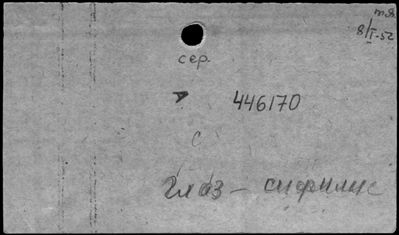 8/I-52
сер.
А
446170
с
Глаз - сифилис